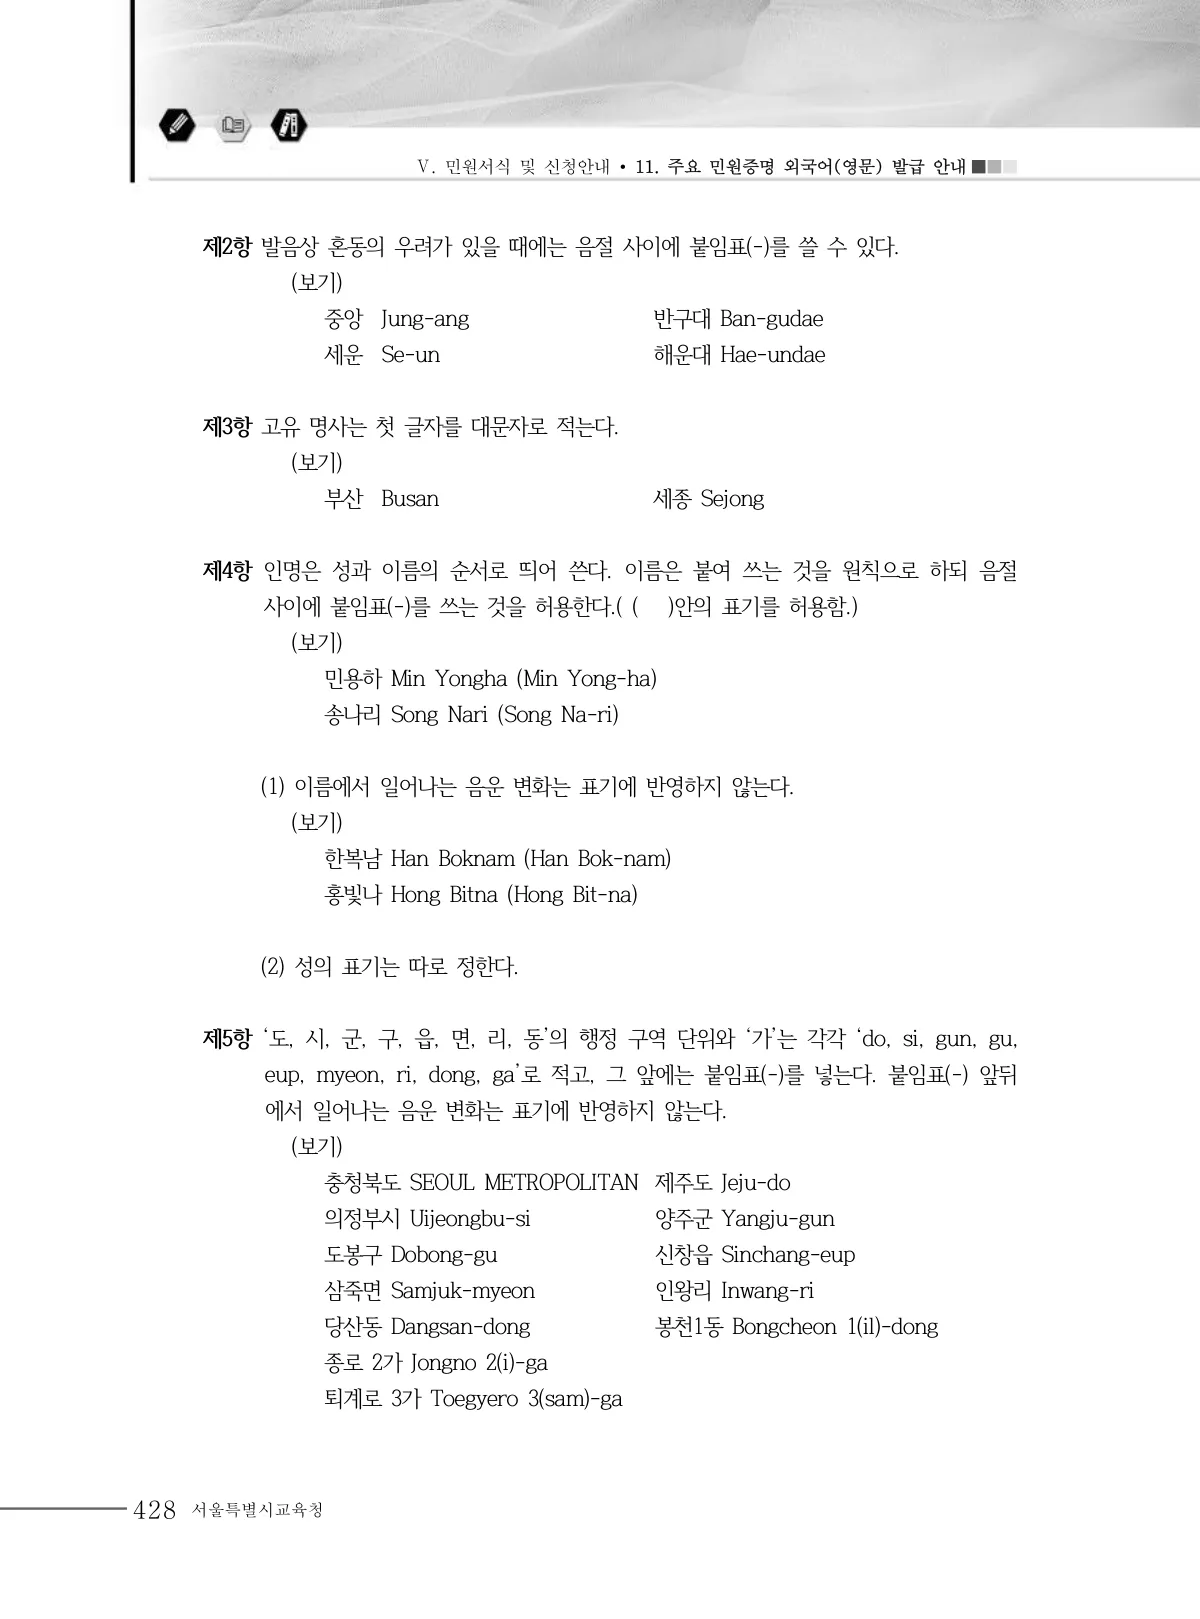 Ⅴ. 민원서식 및 신청안내 • 11. 주요 민원증명 외국어(영문) 발급 안내
제2항 발음상 혼동의 우려가 있을 때에는 음절 사이에 붙임표(-)를 쓸 수 있다.
(보기)
중앙 Jung-ang 반구대 Ban-gudae
세운 Se-un 해운대 Hae-undae
제3항 고유 명사는 첫 글자를 대문자로 적는다.
(보기)
부산 Busan 세종 Sejong
제4항 인명은 성과 이름의 순서로 띄어 쓴다. 이름은 붙여 쓰는 것을 원칙으로 하되 음절
사이에 붙임표(-)를 쓰는 것을 허용한다.( ( )안의 표기를 허용함.)
(보기)
민용하 Min Yongha (Min Yong-ha)
송나리 Song Nari (Song Na-ri)
(1) 이름에서 일어나는 음운 변화는 표기에 반영하지 않는다.
(보기)
한복남 Han Boknam (Han Bok-nam)
홍빛나 Hong Bitna (Hong Bit-na)
(2) 성의 표기는 따로 정한다.
제5항 ‘도, 시, 군, 구, 읍, 면, 리, 동’의 행정 구역 단위와 ‘가’는 각각 ‘do, si, gun, gu,
eup, myeon, ri, dong, ga’로 적고, 그 앞에는 붙임표(-)를 넣는다. 붙임표(-) 앞뒤
에서 일어나는 음운 변화는 표기에 반영하지 않는다.
(보기)
충청북도 SEOUL METROPOLITAN 제주도 Jeju-do
의정부시 Uijeongbu-si 양주군 Yangju-gun
도봉구 Dobong-gu 신창읍 Sinchang-eup
삼죽면 Samjuk-myeon 인왕리 Inwang-ri
당산동 Dangsan-dong 봉천1동 Bongcheon 1(il)-dong
종로 2가 Jongno 2(i)-ga
퇴계로 3가 Toegyero 3(sam)-ga
428 서울특별시교육청